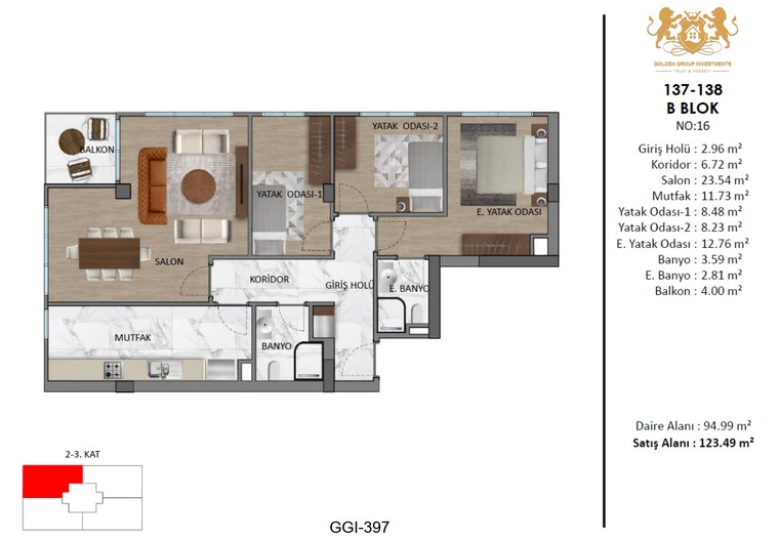 GOLDEN GROUP INVESTMENTS
TRUST & HONESTY
137-138
B BLOK
NO:16
Giriş Holü : 2.96 m²
Koridor : 6.72 m²
Salon : 23.54 m²
Mutfak : 11.73 m²
Yatak Odası-1 : 8.48 m²
Yatak Odası-2 : 8.23 m²
E. Yatak Odası : 12.76 m²
Banyo : 3.59 m²
E. Banyo : 2.81 m²
Balkon : 4.00 m²
Daire Alanı : 94.99 m²
Satış Alanı : 123.49 m²
BALKON
YATAK ODASI-2
YATAK ODASI-1
E. YATAK ODASI
SALON
KORİDOR
GİRİŞ HOLÜ
E. BANYO
MUTFAK
BANYO
2-3. KAT
GGI-397